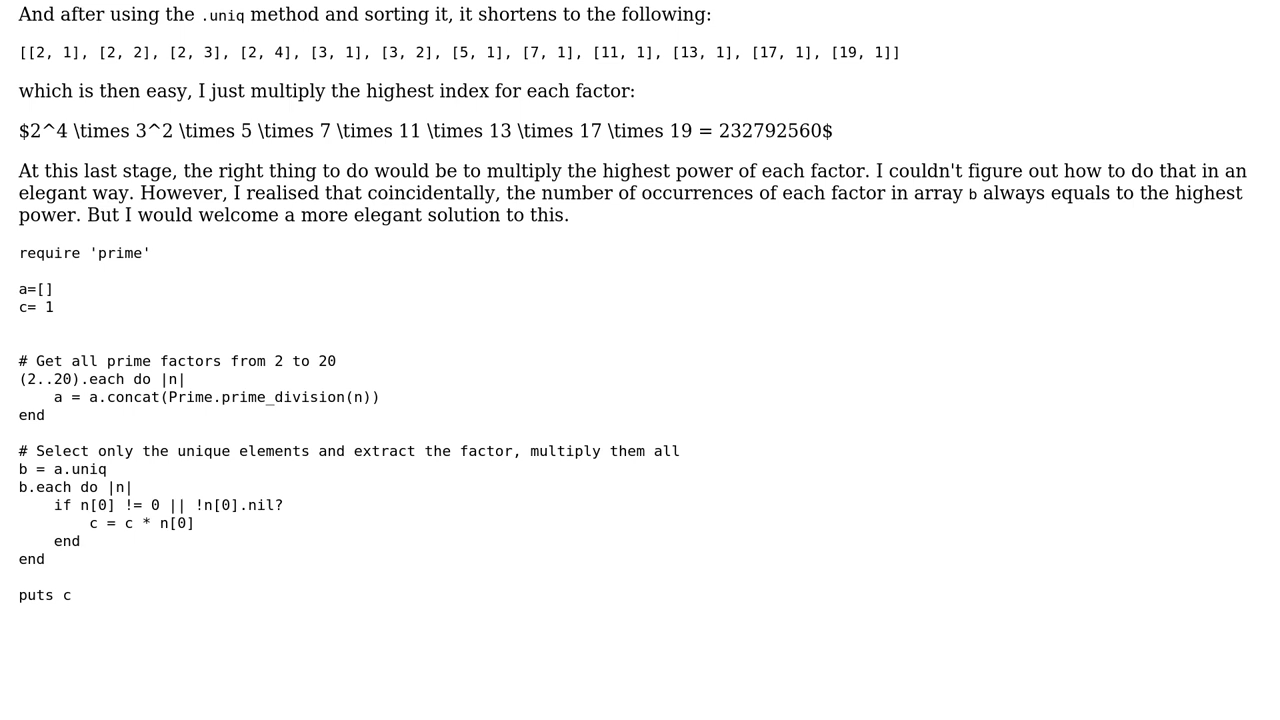 And after using the .uniq method and sorting it, it shortens to the following:
[[2, 1], [2, 2], [2, 3], [2, 4], [3, 1], [3, 2], [5, 1], [7, 1], [11, 1], [13, 1], [17, 1], [19, 1]]
which is then easy, I just multiply the highest index for each factor:
$2^4 \times 3^2 \times 5 \times 7 \times 11 \times 13 \times 17 \times 19 = 232792560$
At this last stage, the right thing to do would be to multiply the highest power of each factor. I couldn't figure out how to do that in an
elegant way. However, I realised that coincidentally, the number of occurrences of each factor in array b always equals to the highest
power. But I would welcome a more elegant solution to this.
require 'prime'
a=[]
c= 1
# Get all prime factors from 2 to 20
(2..20).each do |n|
    a = a.concat(Prime.prime_division(n))
end
# Select only the unique elements and extract the factor, multiply them all
b = a.uniq
b.each do |n|
    if n[0] != 0 || !n[0].nil?
        c = c * n[0]
    end
end
puts c